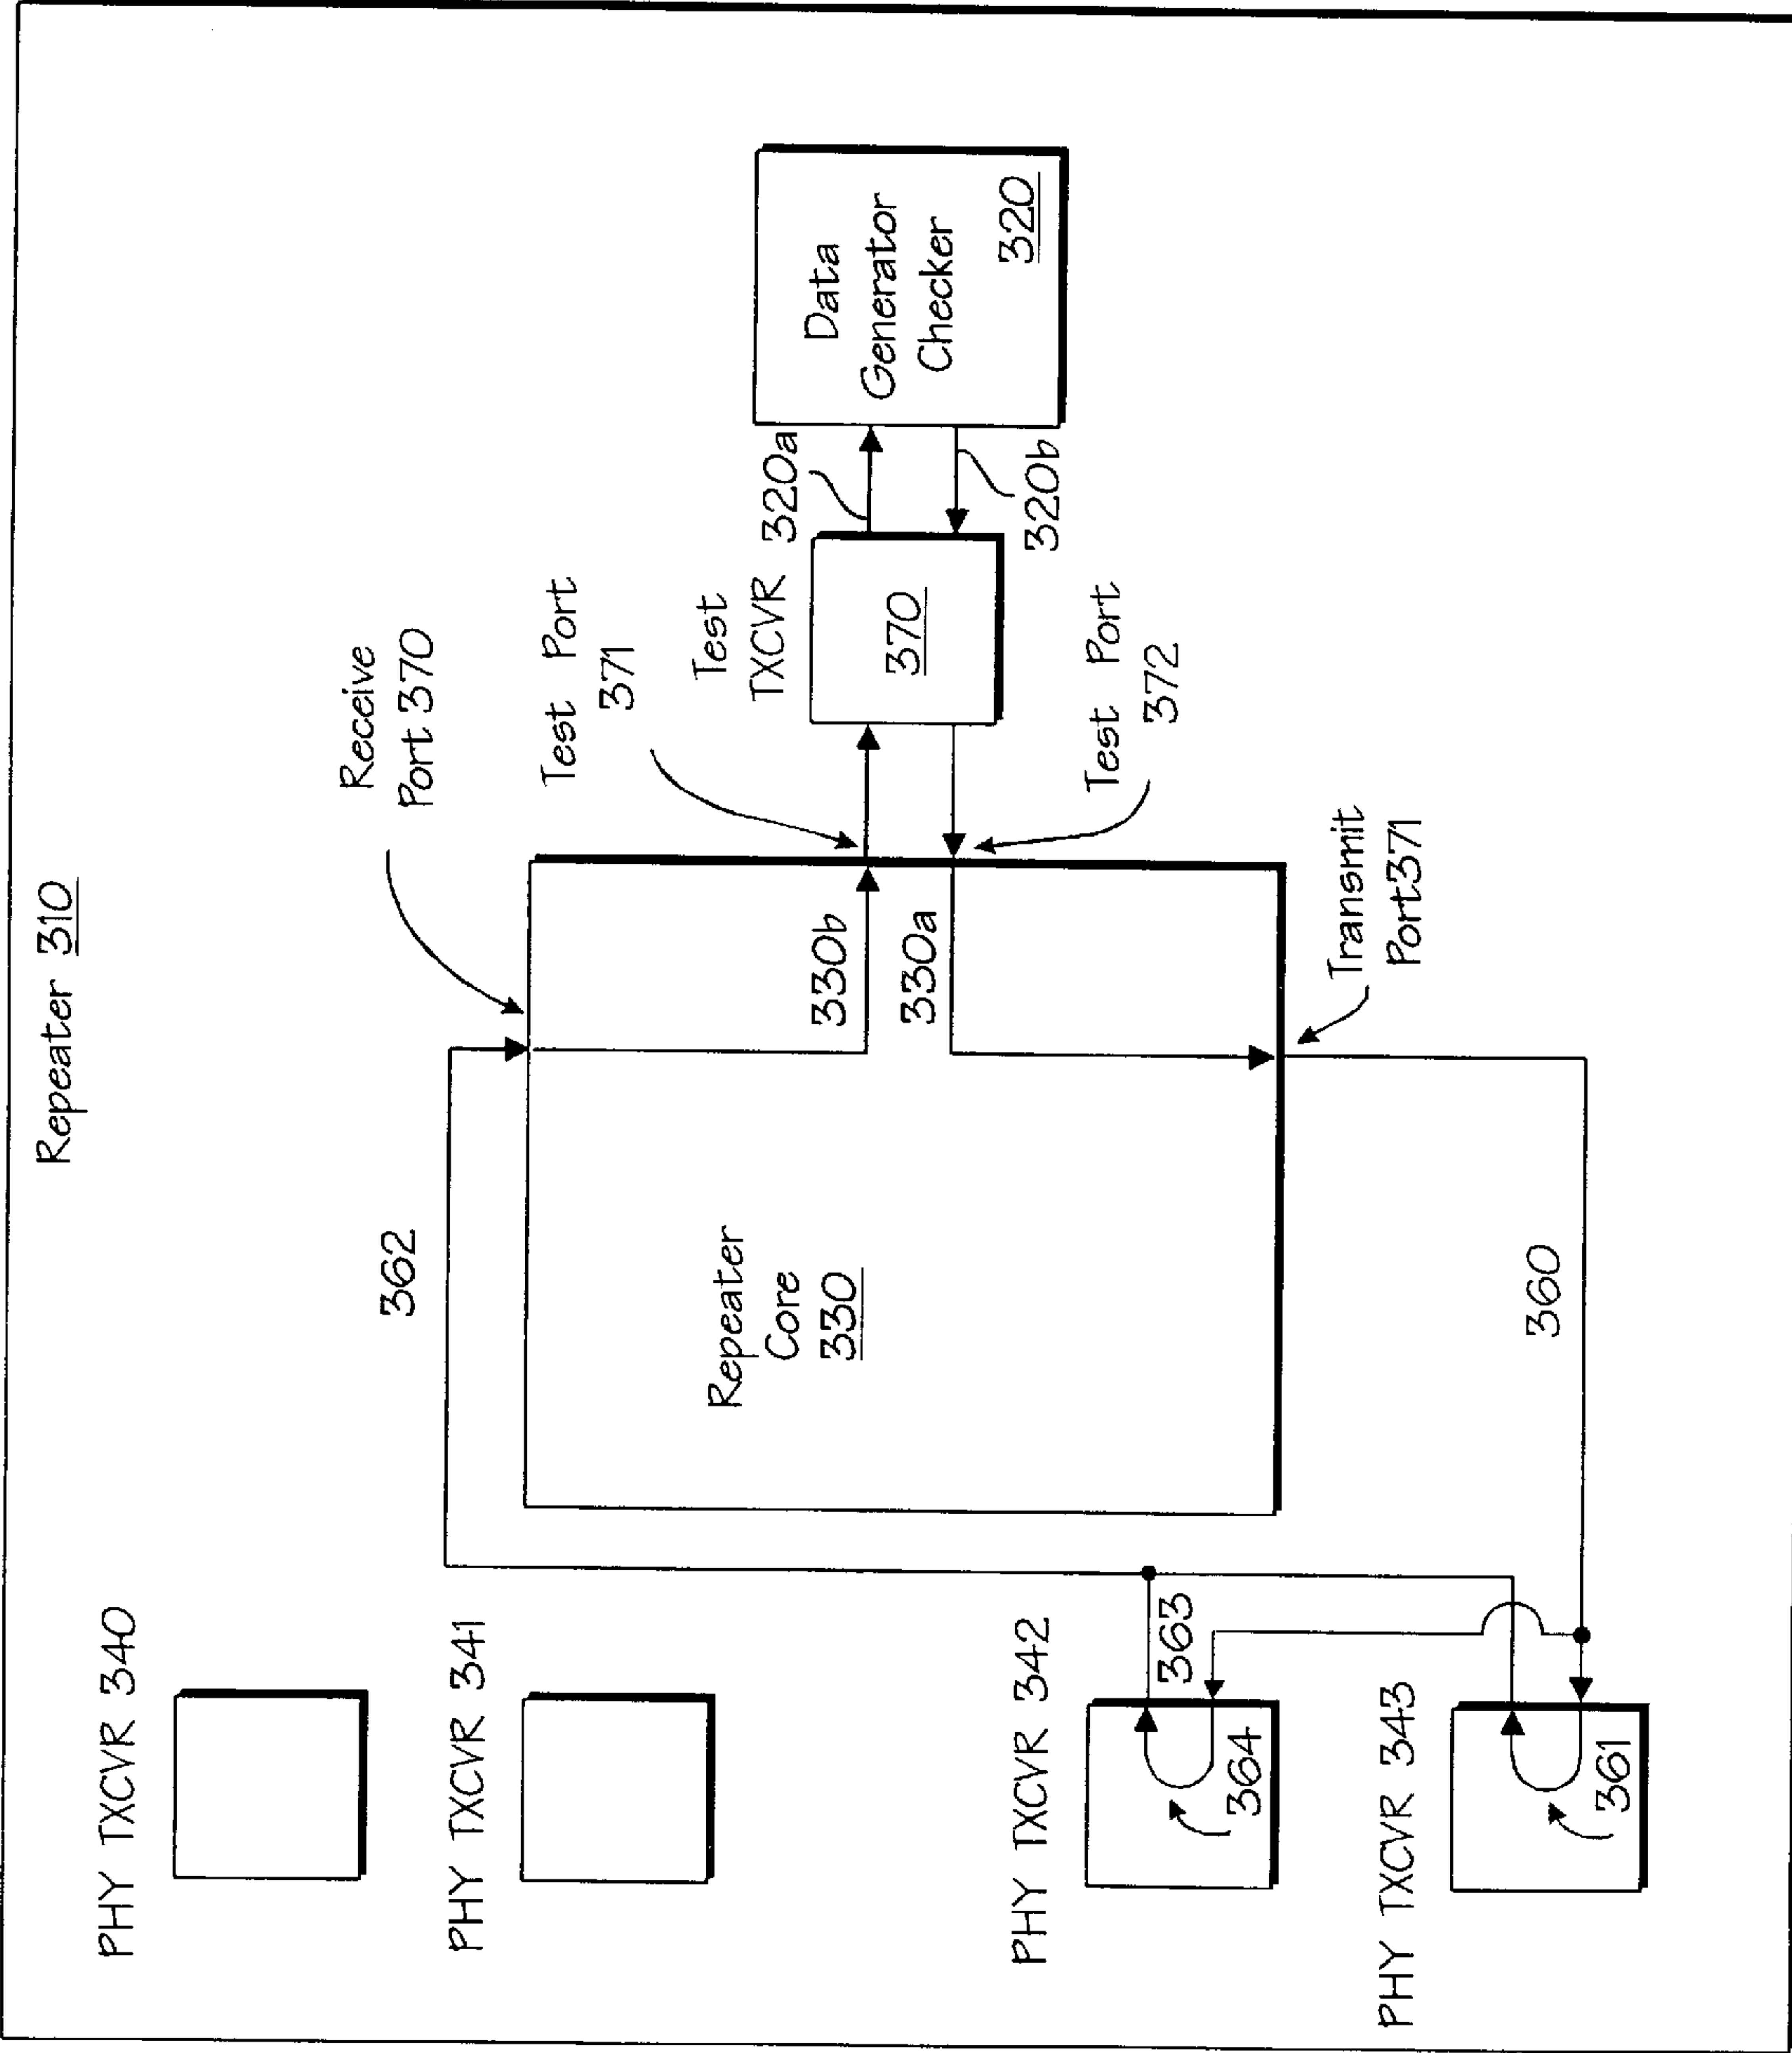 Repeater 310
PHY TXCVR 340
PHY TXCVR 341
PHY TXCVR 342
PHY TXCVR 343
362
363
364
361
360
Repeater
Core
330
330b
330a
Receive
Port 370
Test Port
371
Test
TXCVR
370
Test Port
372
Transmit
Port371
320a
320b
Data
Generator
Checker
320